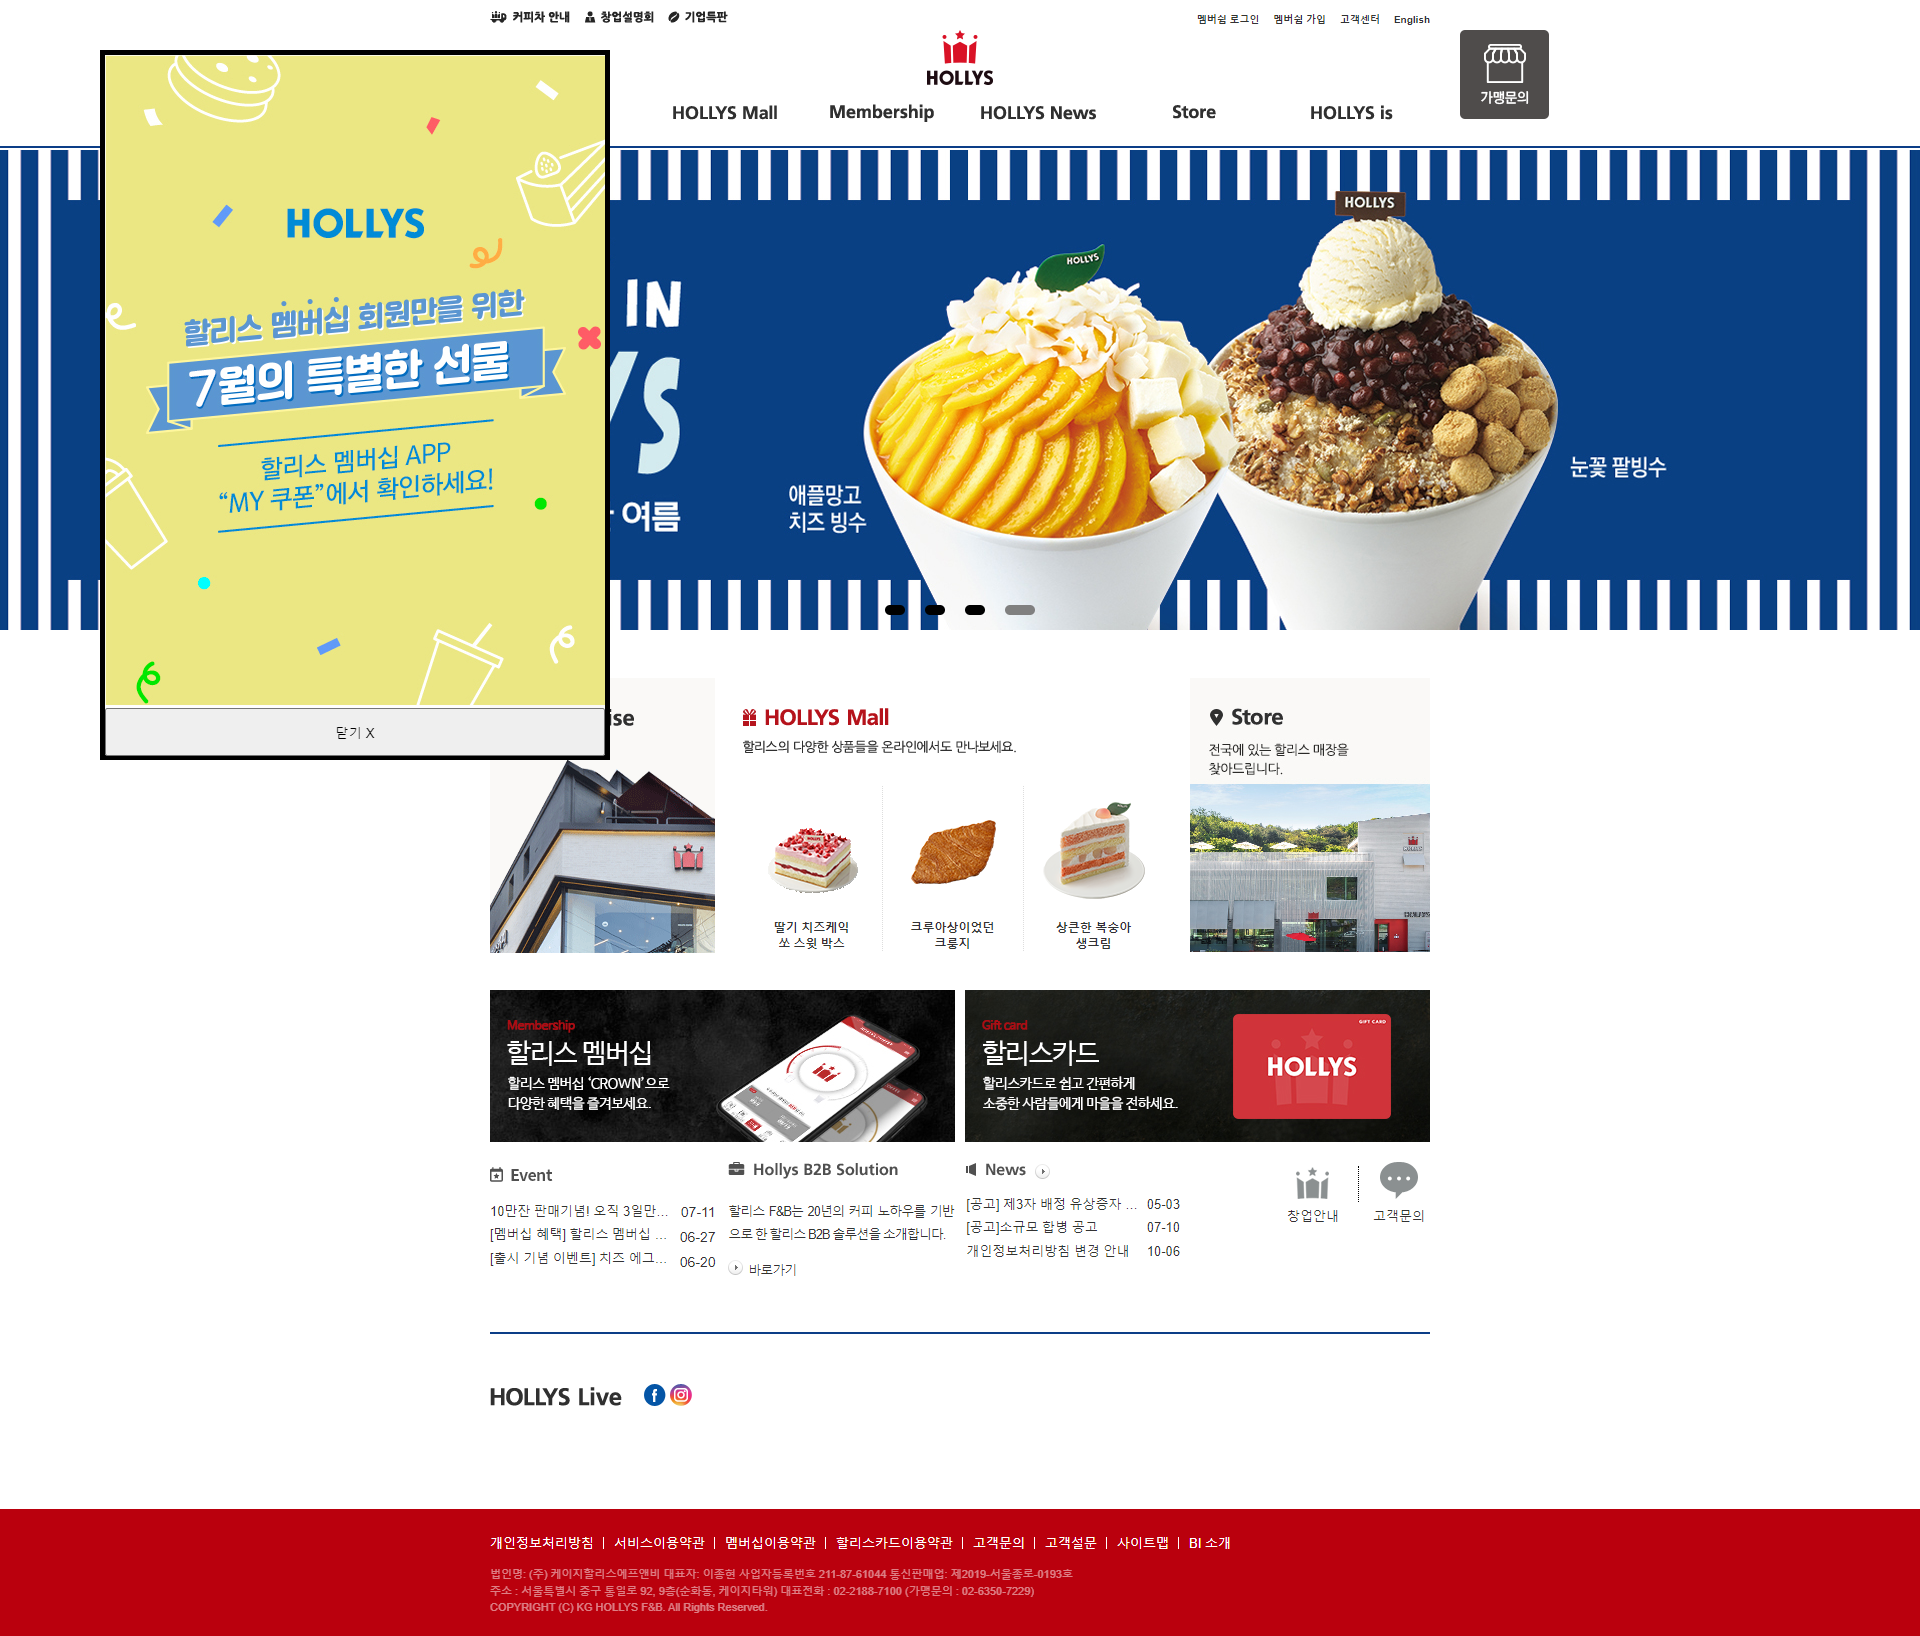 커피차 안내 창업설명회 기업특판
멤버쉽 로그인 멤버쉽 가입 고객센터 English
HOLLYS
가맹문의
HOLLYS Mall Membership HOLLYS News Store HOLLYS is
HOLLYS
할리스 멤버십 회원만을 위한
7월의 특별한 선물
할리스 멤버십 APP
“MY 쿠폰”에서 확인하세요!
닫기 X
IN
YS
여름
HOLLYS
HOLLYS
애플망고
치즈 빙수
눈꽃 팥빙수
ise
HOLLYS Mall
할리스의 다양한 상품들을 온라인에서도 만나보세요.
딸기 치즈케익
쏘 스윗 박스
크루아상이었던
크룽지
상큼한 복숭아
생크림
Store
전국에 있는 할리스 매장을
찾아드립니다.
Membership
할리스 멤버십
할리스 멤버십 ‘CROWN’으로
다양한 혜택을 즐겨보세요.
Gift card
할리스카드
할리스카드로 쉽고 간편하게
소중한 사람들에게 마을을 전하세요.
GIFT CARD
HOLLYS
Event
10만잔 판매기념! 오직 3일만... 07-11
[멤버십 혜택] 할리스 멤버십 ... 06-27
[출시 기념 이벤트] 치즈 에그... 06-20
Hollys B2B Solution
할리스 F&B는 20년의 커피 노하우를 기반
으로 한 할리스 B2B 솔루션을 소개합니다.
바로가기
News
[공고] 제3자 배정 유상증자 ... 05-03
[공고]소규모 합병 공고 07-10
개인정보처리방침 변경 안내 10-06
창업안내
고객문의
HOLLYS Live
개인정보처리방침 | 서비스이용약관 | 멤버십이용약관 | 할리스카드이용약관 | 고객문의 | 고객설문 | 사이트맵 | BI 소개
법인명: (주) 케이지할리스에프앤비 대표자: 이종현 사업자등록번호 211-87-61044 통신판매업: 제2019-서울종로-0193호
주소 : 서울특별시 중구 통일로 92, 9층(순화동, 케이지타워) 대표전화 : 02-2188-7100 (가맹문의 : 02-6350-7229)
COPYRIGHT (C) KG HOLLYS F&B. All Rights Reserved.